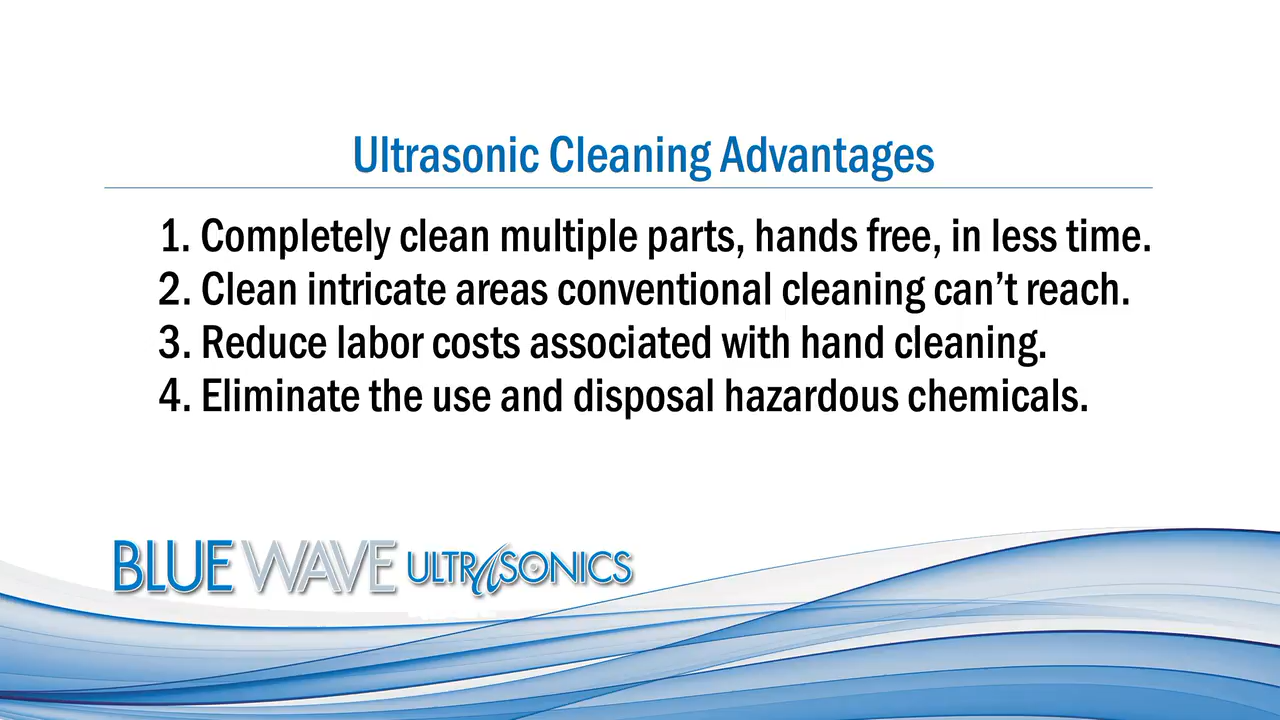 Ultrasonic Cleaning Advantages
1. Completely clean multiple parts, hands free, in less time.
2. Clean intricate areas conventional cleaning can’t reach.
3. Reduce labor costs associated with hand cleaning.
4. Eliminate the use and disposal hazardous chemicals.
BLUE WAVE ULTRASONICS